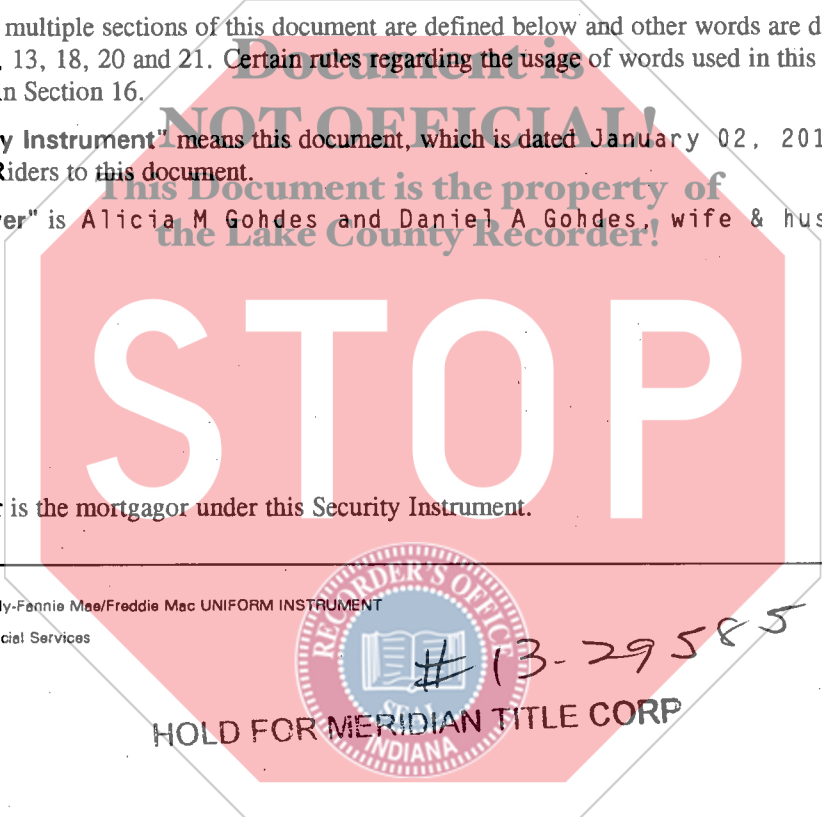 multiple sections of this document are defined below and other words are d
Document is
, 13, 18, 20 and 21. Certain rules regarding the usage of words used in this
in Section 16.
NOT OFFICIAL!
y Instrument" means this document, which is dated January 02, 201
Riders to this document.
This Document is the property of
er" is Alicia M Gohdes and Daniel A Gohdes, wife & hus
the Lake County Recorder!
STOP
r is the mortgagor under this Security Instrument.
ly-Fannie Mae/Freddie Mac UNIFORM INSTRUMENT
cial Services
RECORDER'S OFFICE
SEAL
INDIANA
# 13-29585
HOLD FOR MERIDIAN TITLE CORP